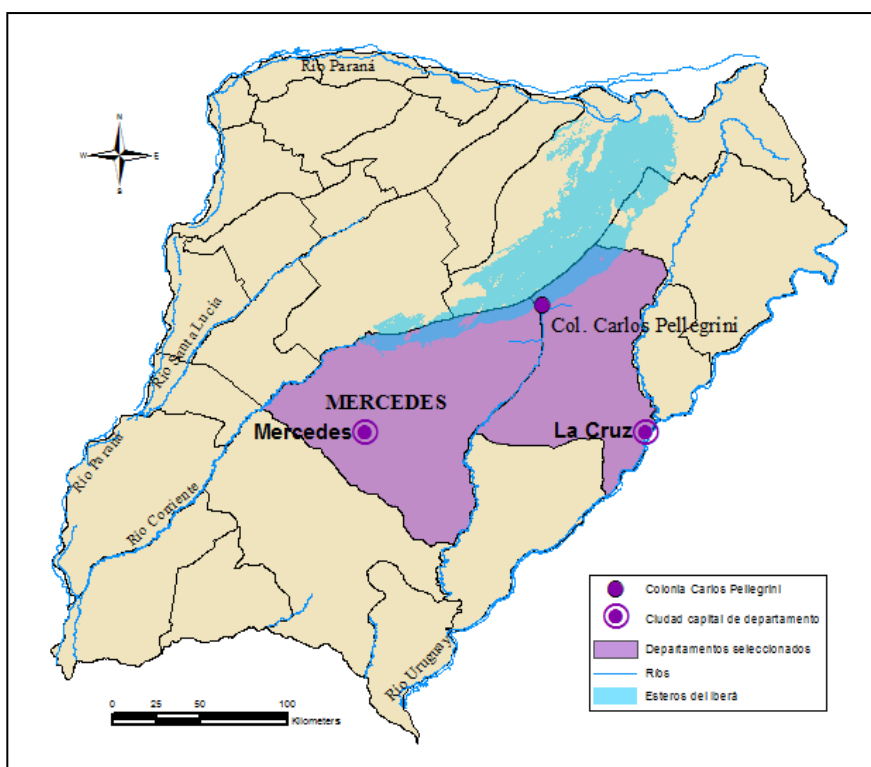 Río Paraná
N
W E
S
Col. Carlos Pellegrini
Río Santa Lucía
MERCEDES
Mercedes
La Cruz
Río Paraná
Río Corriente
Río Uruguay
Colonia Carlos Pellegrini
Ciudad capital de departamento
Departamentos seleccionados
Ríos
Esteros del Iberá
0 25 50 100
Kilometers